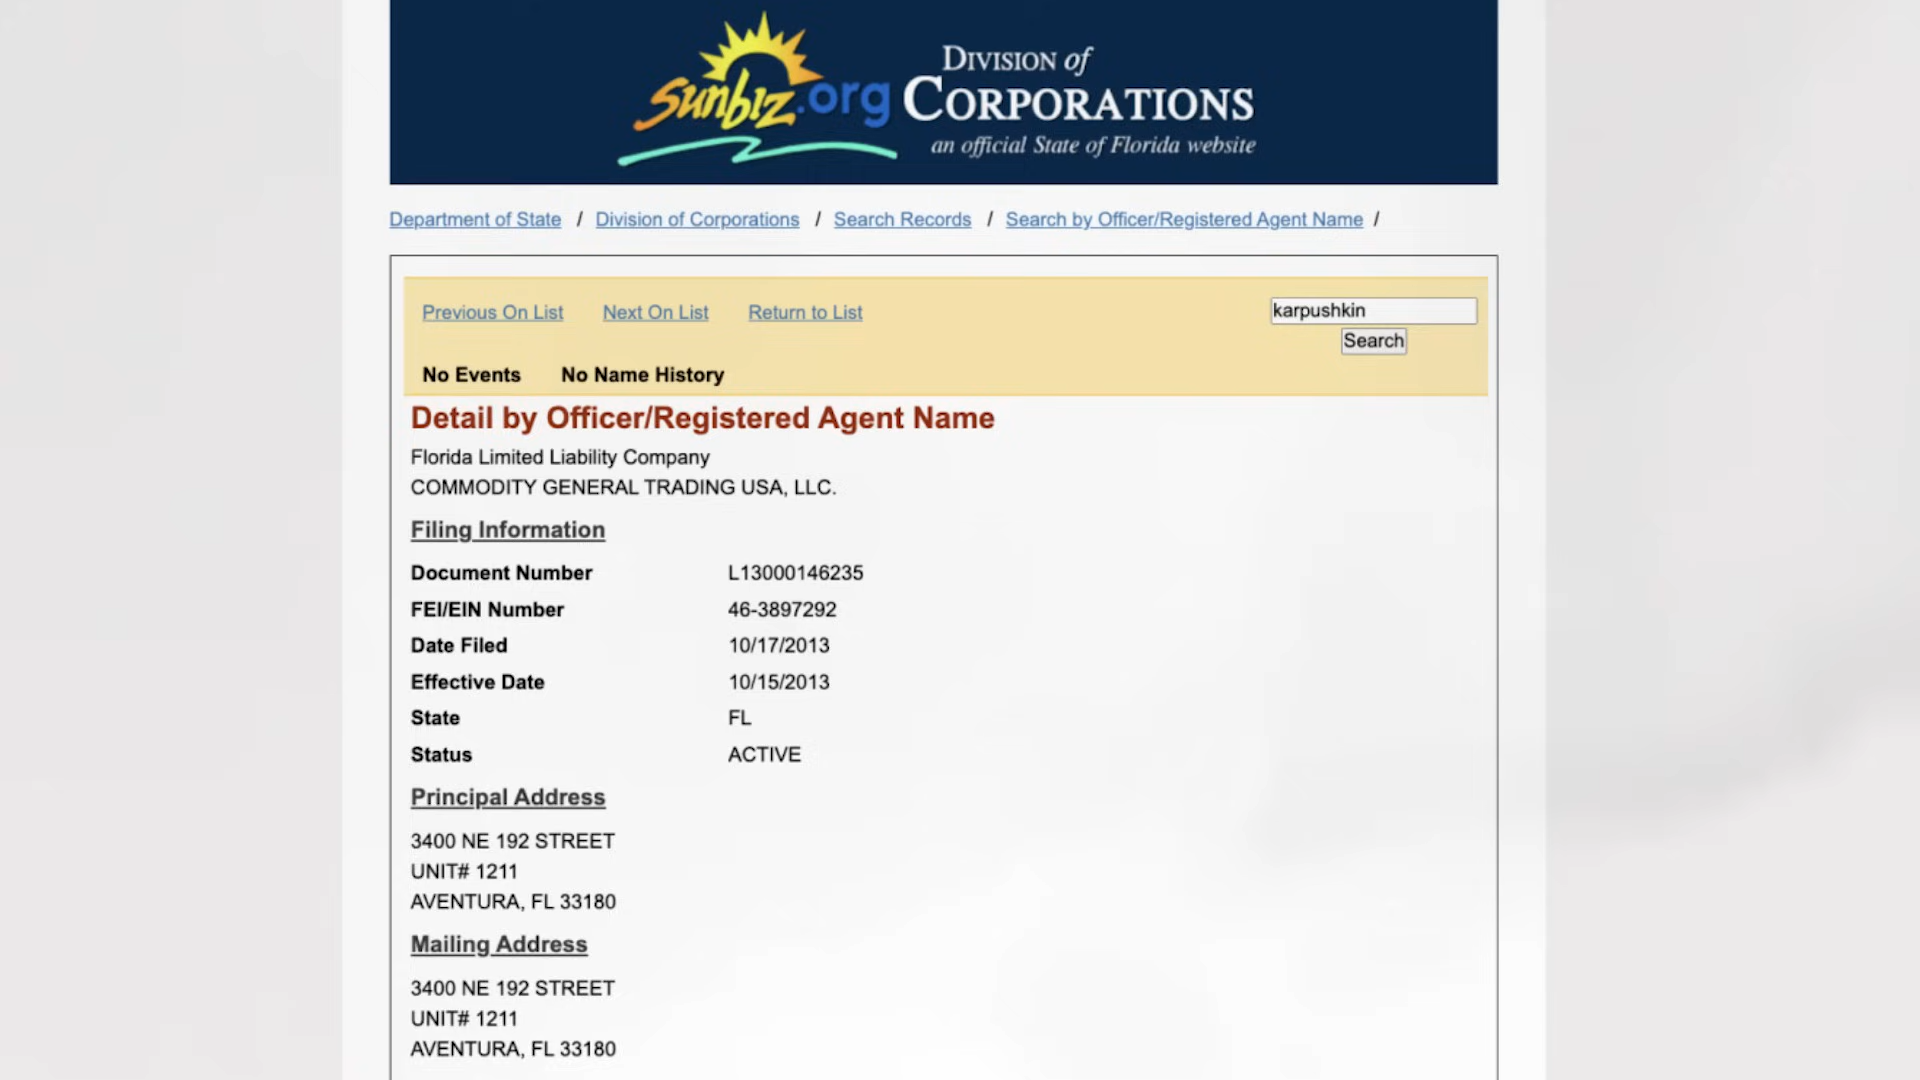 Sunbiz.org Division of
CORPORATIONS
an official State of Florida website
Department of State / Division of Corporations / Search Records / Search by Officer/Registered Agent Name /
Previous On List Next On List Return to List karpushkin
Search
No Events No Name History
Detail by Officer/Registered Agent Name
Florida Limited Liability Company
COMMODITY GENERAL TRADING USA, LLC.
Filing Information
Document Number L13000146235
FEI/EIN Number 46-3897292
Date Filed 10/17/2013
Effective Date 10/15/2013
State FL
Status ACTIVE
Principal Address
3400 NE 192 STREET
UNIT# 1211
AVENTURA, FL 33180
Mailing Address
3400 NE 192 STREET
UNIT# 1211
AVENTURA, FL 33180